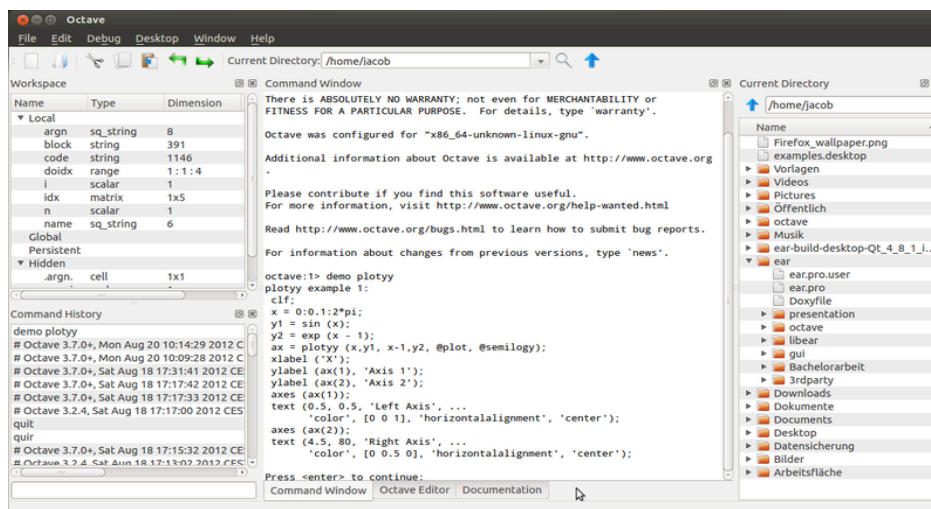 Octave
File Edit Debug Desktop Window Help
Current Directory: /home/jacob
Workspace
Name Type Dimension
Local
argn sq_string 8
block string 391
code string 1146
doidx range 1:1:4
i scalar 1
idx matrix 1x5
n scalar 1
name sq_string 6
Global
Persistent
Hidden
.argn. cell 1x1
Command History
demo plotyy
# Octave 3.7.0+, Mon Aug 20 10:14:29 2012 C
# Octave 3.7.0+, Mon Aug 20 10:09:28 2012 C
# Octave 3.7.0+, Sat Aug 18 17:31:41 2012 CE
# Octave 3.7.0+, Sat Aug 18 17:17:42 2012 CE
# Octave 3.7.0+, Sat Aug 18 17:17:33 2012 CE
# Octave 3.2.4, Sat Aug 18 17:17:00 2012 CEST
quit
quir
# Octave 3.7.0+, Sat Aug 18 17:15:32 2012 CE
# Octave 3.2.4, Sat Aug 18 17:13:02 2012 CEST
Command Window
There is ABSOLUTELY NO WARRANTY; not even for MERCHANTABILITY or
FITNESS FOR A PARTICULAR PURPOSE. For details, type `warranty'.
Octave was configured for "x86_64-unknown-linux-gnu".
Additional information about Octave is available at http://www.octave.org
.
Please contribute if you find this software useful.
For more information, visit http://www.octave.org/help-wanted.html
Read http://www.octave.org/bugs.html to learn how to submit bug reports.
For information about changes from previous versions, type `news'.
octave:1> demo plotyy
plotyy example 1:
clf;
x = 0:0.1:2*pi;
y1 = sin (x);
y2 = exp (x - 1);
ax = plotyy (x,y1, x-1,y2, @plot, @semilogy);
xlabel ('X');
ylabel (ax(1), 'Axis 1');
ylabel (ax(2), 'Axis 2');
axes (ax(1));
text (0.5, 0.5, 'Left Axis', ...
'color', [0 0 1], 'horizontalalignment', 'center');
axes (ax(2));
text (4.5, 80, 'Right Axis', ...
'color', [0 0.5 0], 'horizontalalignment', 'center');
Press <enter> to continue:
Command Window Octave Editor Documentation
Current Directory
/home/jacob
Name
Firefox_wallpaper.png
examples.desktop
Vorlagen
Videos
Pictures
Öffentlich
octave
Musik
ear-build-desktop-Qt_4_8_1_i...
ear
ear.pro.user
ear.pro
Doxyfile
presentation
octave
libear
gui
Bachelorarbeit
3rdparty
Downloads
Dokumente
Documents
Desktop
Datensicherung
Bilder
Arbeitsfläche